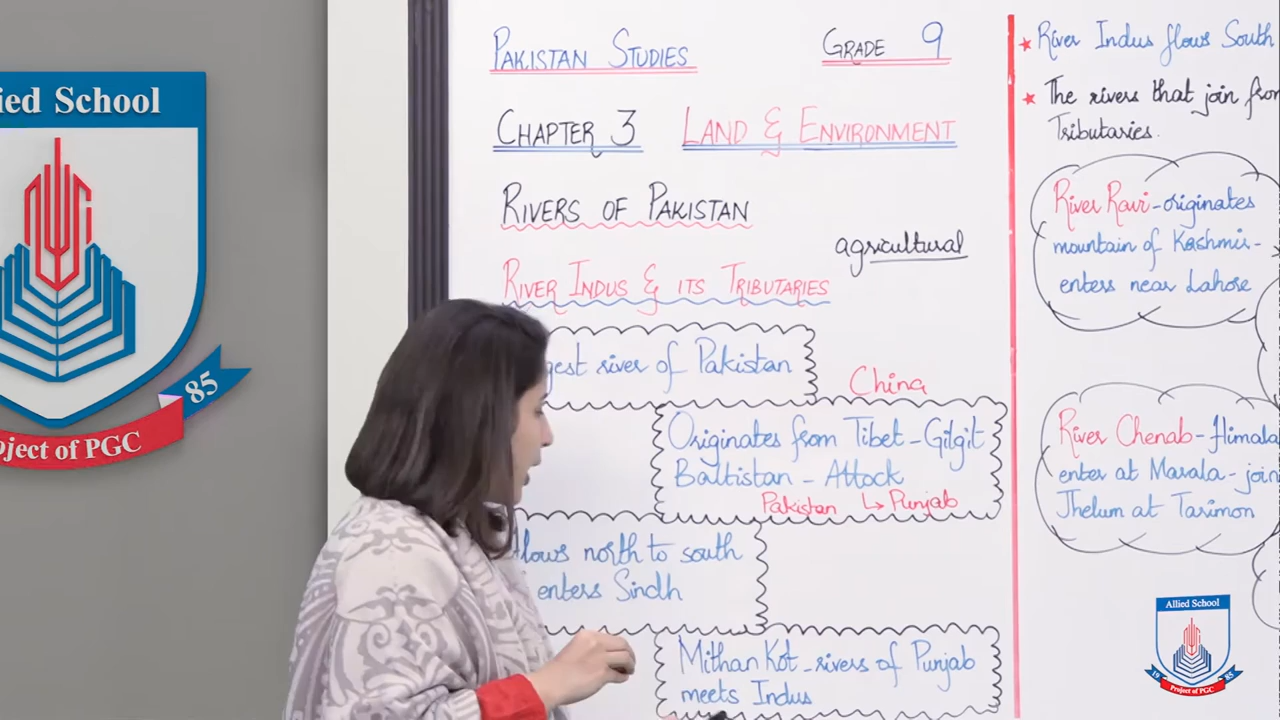 ied School
85
oject of PGC
PAKISTAN STUDIES
GRADE 9
CHAPTER 3
LAND & ENVIRONMENT
RIVERS OF PAKISTAN
agricultural
RIVER INDUS & ITS TRIBUTARIES
gest river of Pakistan
China
Originates from Tibet - Gilgit
Baltistan - Attock
Pakistan ↳ Punjab
flows north to south
enters Sindh
Mithan Kot - rivers of Punjab
meets Indus
★ River Indus flows South
★ The rivers that join from
Tributaries.
River Ravi - originates
mountain of Kashmir -
enters near Lahore
River Chenab - Himala
enter at Marala - join
Jhelum at Tarimon
Allied School
19 85
Project of PGC